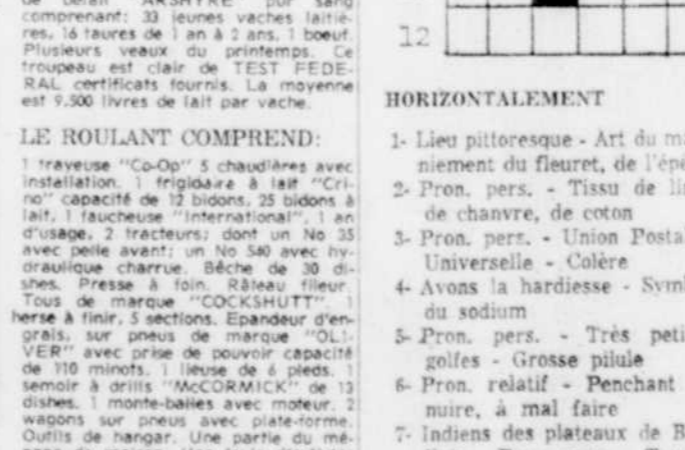 de bétail "AYRSHYRE" pur sang
comprenant: 33 jeunes vaches laitiè-
res, 16 taures de 1 an à 2 ans, 1 boeuf.
Plusieurs veaux du printemps. Ce
troupeau est clair de TEST FEDE-
RAL certificats fournis. La moyenne
est 9.500 livres de lait par vache.
LE ROULANT COMPREND:
1 trayeuse "Co-Op" 5 chaudières avec
installation. 1 frigidaire à lait "Cri-
no" capacité de 12 bidons. 25 bidons à
lait. 1 faucheuse "International". 1 an
d'usage. 2 tracteurs; dont un No 35
avec pelle avant; un No 540 avec hy-
draulique charrue. Bêche de 30 di-
shes. Presse à foin. Râteau fileur.
Tous de marque "COCKSHUTT". 1
herse à finir, 5 sections. Epandeur d'en-
grais, sur pneus de marque "OLI-
VER" avec prise de pouvoir capacité
de 110 minots. 1 lieuse de 6 pieds. 1
semoir à drills "McCORMICK" de 13
dishes. 1 monte-balles avec moteur. 2
wagons sur pneus avec plate-forme.
Outils de hangar. Une partie du mé-
12
HORIZONTALEMENT
1- Lieu pittoresque - Art du m
niement du fleuret, de l'épé
2- Pron. pers. - Tissu de li
de chanvre, de coton
3- Pron. pers. - Union Posta
Universelle - Colère
4- Avons la hardiesse - Sym
du sodium
5- Pron. pers. - Très peti
golfes - Grosse pilule
6- Pron. relatif - Penchant
nuire, à mal faire
7- Indiens des plateaux de B